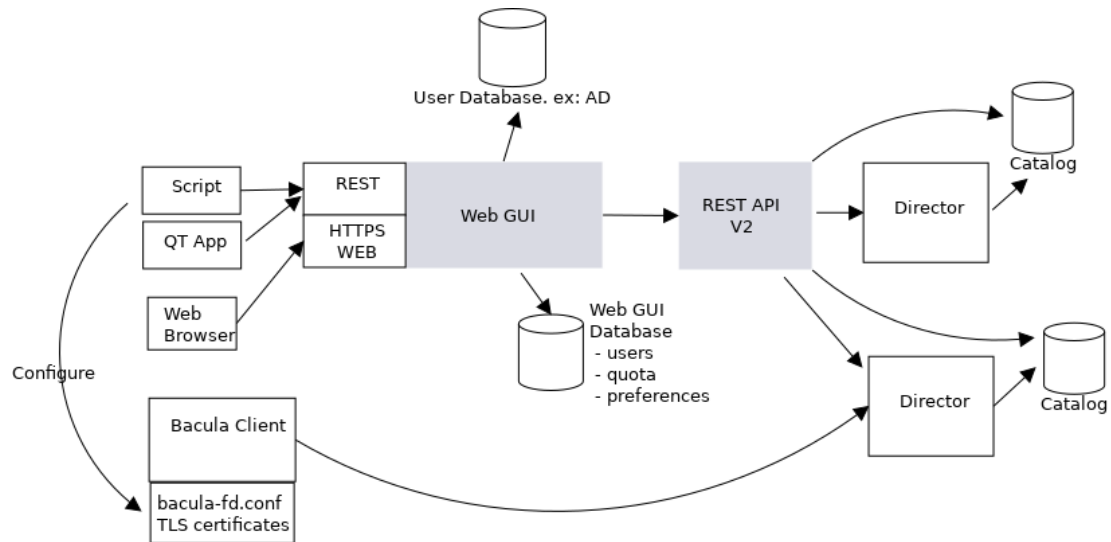 User Database. ex: AD
Catalog
Script
REST
Web GUI
REST API
V2
Director
QT App
HTTPS
WEB
Web
Browser
Web GUI
Database
- users
- quota
- preferences
Configure
Director
Catalog
Bacula Client
bacula-fd.conf
TLS certificates